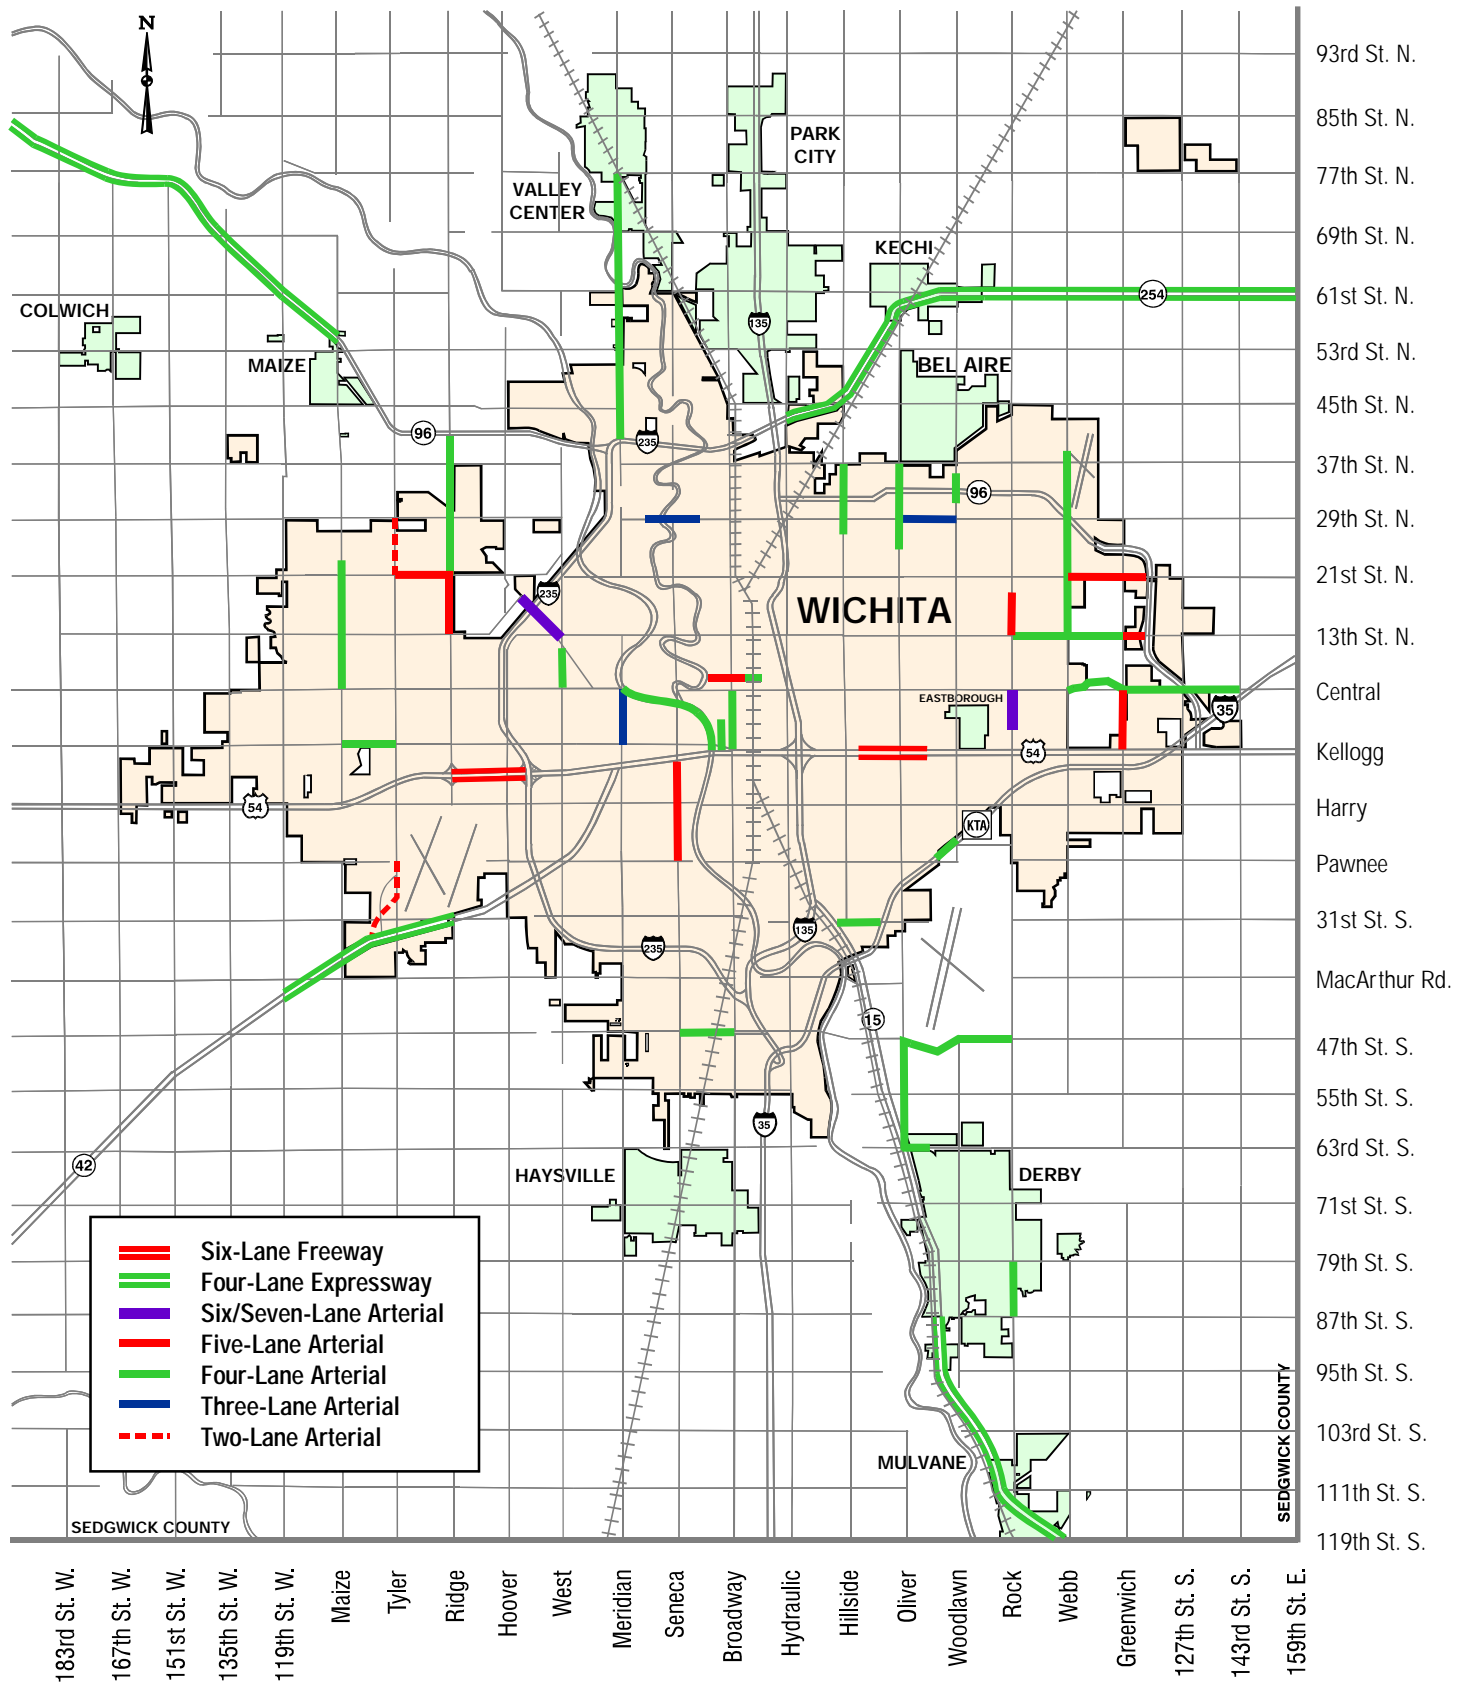 N
93rd St. N.
85th St. N.
77th St. N.
69th St. N.
61st St. N.
53rd St. N.
45th St. N.
37th St. N.
29th St. N.
21st St. N.
13th St. N.
Central
Kellogg
Harry
Pawnee
31st St. S.
MacArthur Rd.
47th St. S.
55th St. S.
63rd St. S.
71st St. S.
79th St. S.
87th St. S.
95th St. S.
103rd St. S.
111th St. S.
119th St. S.
PARK
CITY
VALLEY
CENTER
KECHI
254
COLWICH
135
MAIZE
BEL AIRE
96
235
96
235
WICHITA
EASTBOROUGH
35
54
54
KTA
135
235
15
35
42
HAYSVILLE
DERBY
MULVANE
Six-Lane Freeway
Four-Lane Expressway
Six/Seven-Lane Arterial
Five-Lane Arterial
Four-Lane Arterial
Three-Lane Arterial
Two-Lane Arterial
SEDGWICK COUNTY
SEDGWICK COUNTY
183rd St. W.
167th St. W.
151st St. W.
135th St. W.
119th St. W.
Maize
Tyler
Ridge
Hoover
West
Meridian
Seneca
Broadway
Hydraulic
Hillside
Oliver
Woodlawn
Rock
Webb
Greenwich
127th St. S.
143rd St. S.
159th St. E.